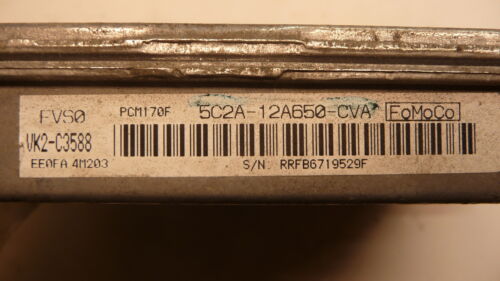 FVS0 PCM170F 5C2A-12A650-CVA FoMoCo
VK2-C3588
EE0FA 4M203 S/N RRFB6719529F